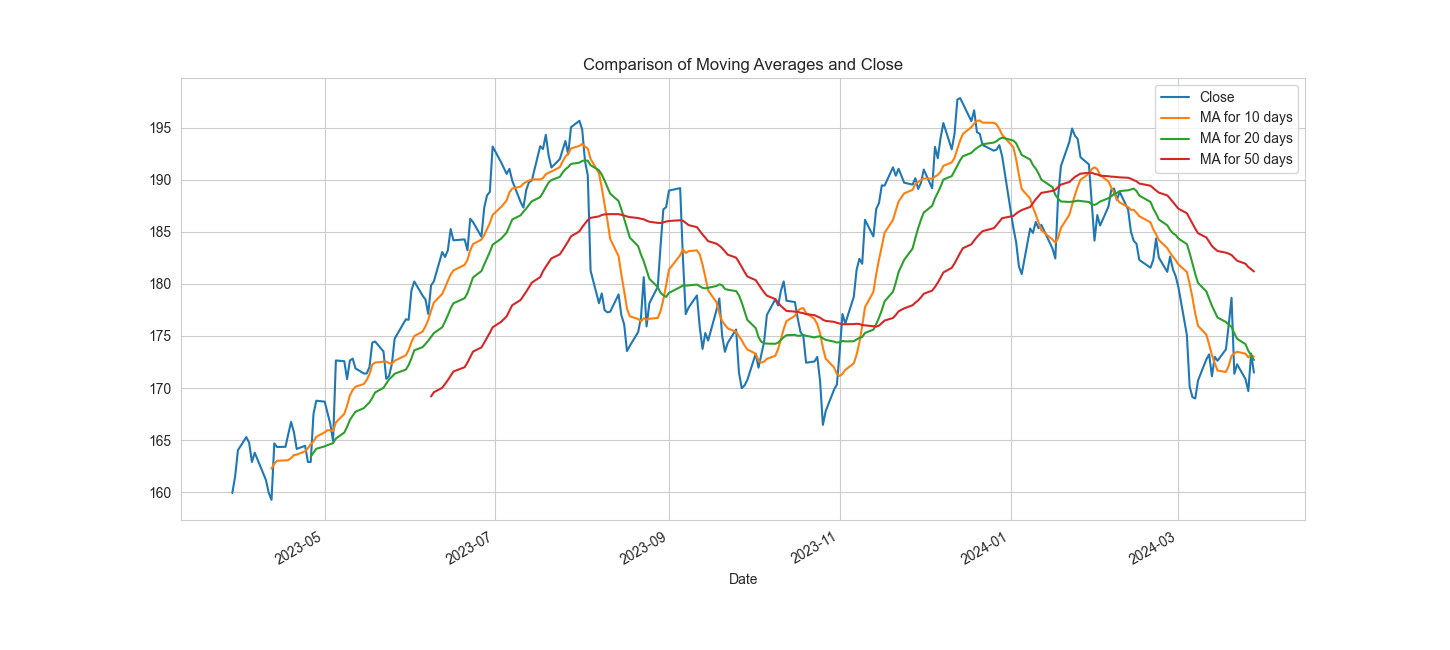 Comparison of Moving Averages and Close
Close
MA for 10 days
MA for 20 days
MA for 50 days
195
190
185
180
175
170
165
160
2023-05
2023-07
2023-09
2023-11
2024-01
2024-03
Date